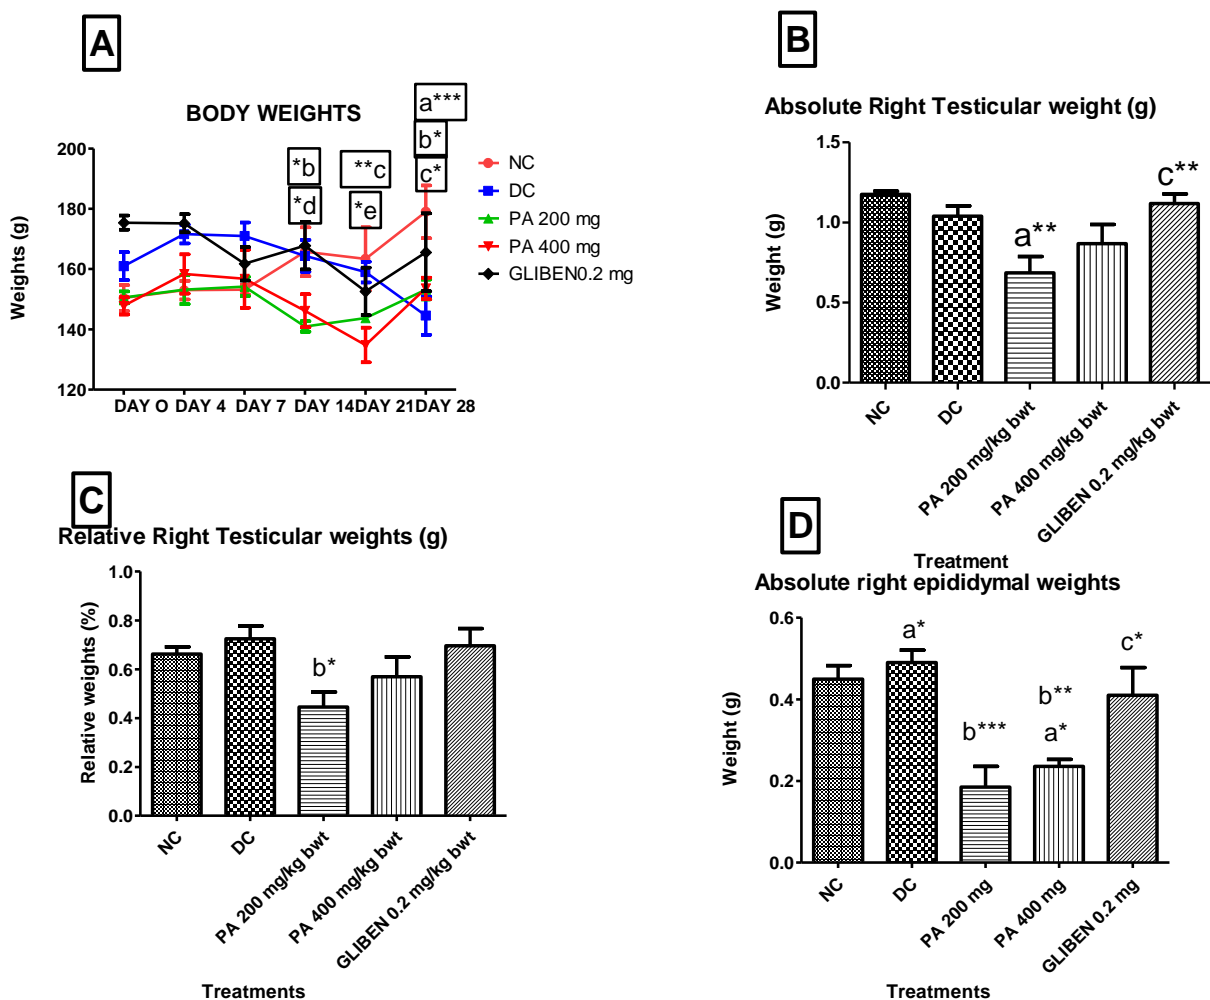 A
BODY WEIGHTS
a***
b*
c*
*b
*d
**c
*e
200
180
160
140
120
Weights (g)
DAY O DAY 4 DAY 7 DAY 14DAY 21DAY 28
NC
DC
PA 200 mg
PA 400 mg
GLIBEN0.2 mg
B
Absolute Right Testicular weight (g)
1.5
1.0
0.5
0.0
Weight (g)
a**
c**
NC
DC
PA 200 mg/kg bwt
PA 400 mg/kg bwt
GLIBEN 0.2 mg/kg bwt
Treatment
C
Relative Right Testicular weights (g)
1.0
0.8
0.6
0.4
0.2
0.0
Relative weights (%)
b*
NC
DC
PA 200 mg/kg bwt
PA 400 mg/kg bwt
GLIBEN 0.2 mg/kg bwt
Treatments
D
Absolute right epididymal weights
0.6
0.4
0.2
0.0
Weight (g)
a*
b***
b**
a*
c*
NC
DC
PA 200 mg
PA 400 mg
GLIBEN 0.2 mg
Treatments